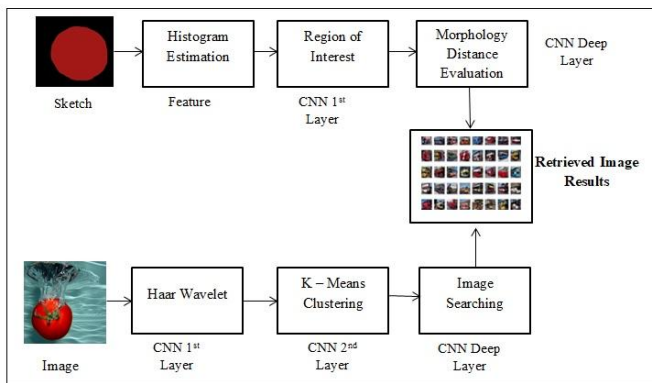 Histogram
Estimation
Region of
Interest
Morphology
Distance
Evaluation
CNN Deep
Layer
Sketch
Feature
CNN 1st
Layer
Retrieved Image
Results
Haar Wavelet
K – Means
Clustering
Image
Searching
Image
CNN 1st
Layer
CNN 2nd
Layer
CNN Deep
Layer